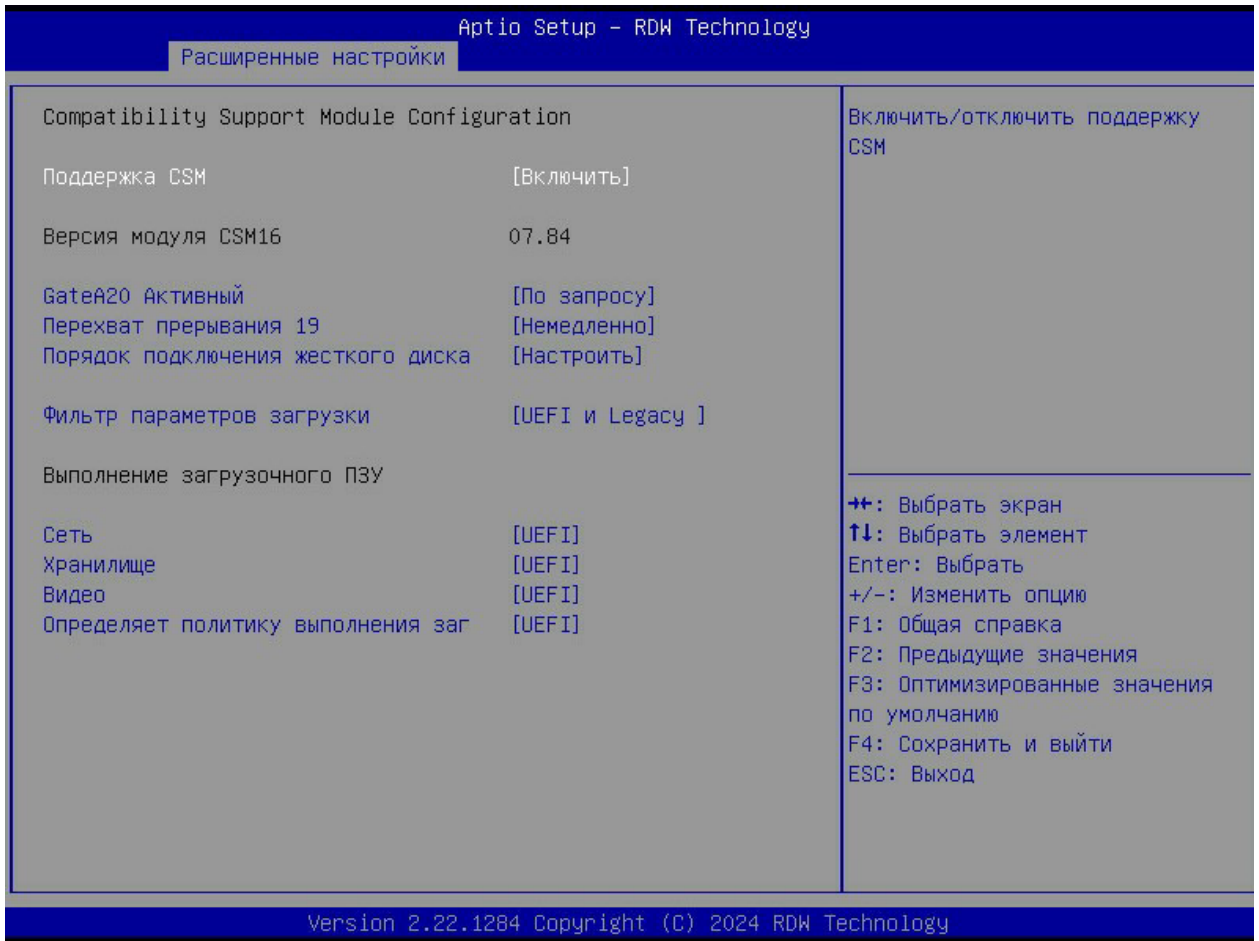 Aptio Setup – RDW Technology
Расширенные настройки
Compatibility Support Module Configuration
Поддержка CSM [Включить]
Версия модуля CSM16 07.84
GateA20 Активный [По запросу]
Перехват прерывания 19 [Немедленно]
Порядок подключения жесткого диска [Настроить]
Фильтр параметров загрузки [UEFI и Legacy ]
Выполнение загрузочного ПЗУ
Сеть [UEFI]
Хранилище [UEFI]
Видео [UEFI]
Определяет политику выполнения заг [UEFI]
Включить/отключить поддержку
CSM
→←: Выбрать экран
↑↓: Выбрать элемент
Enter: Выбрать
+/-: Изменить опцию
F1: Общая справка
F2: Предыдущие значения
F3: Оптимизированные значения
по умолчанию
F4: Сохранить и выйти
ESC: Выход
Version 2.22.1284 Copyright (C) 2024 RDW Technology